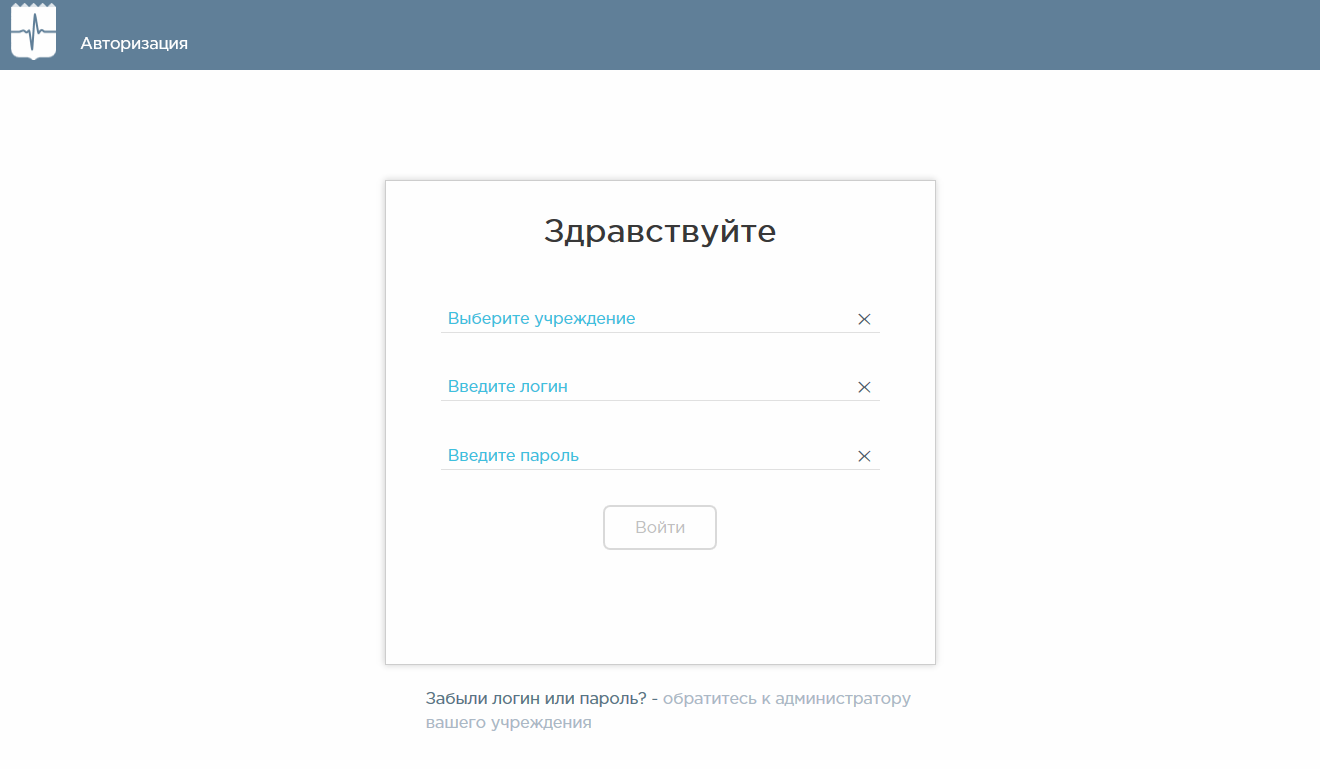 Авторизация
Здравствуйте
Выберите учреждение
Введите логин
Введите пароль
Войти
Забыли логин или пароль? - обратитесь к администратору
вашего учреждения